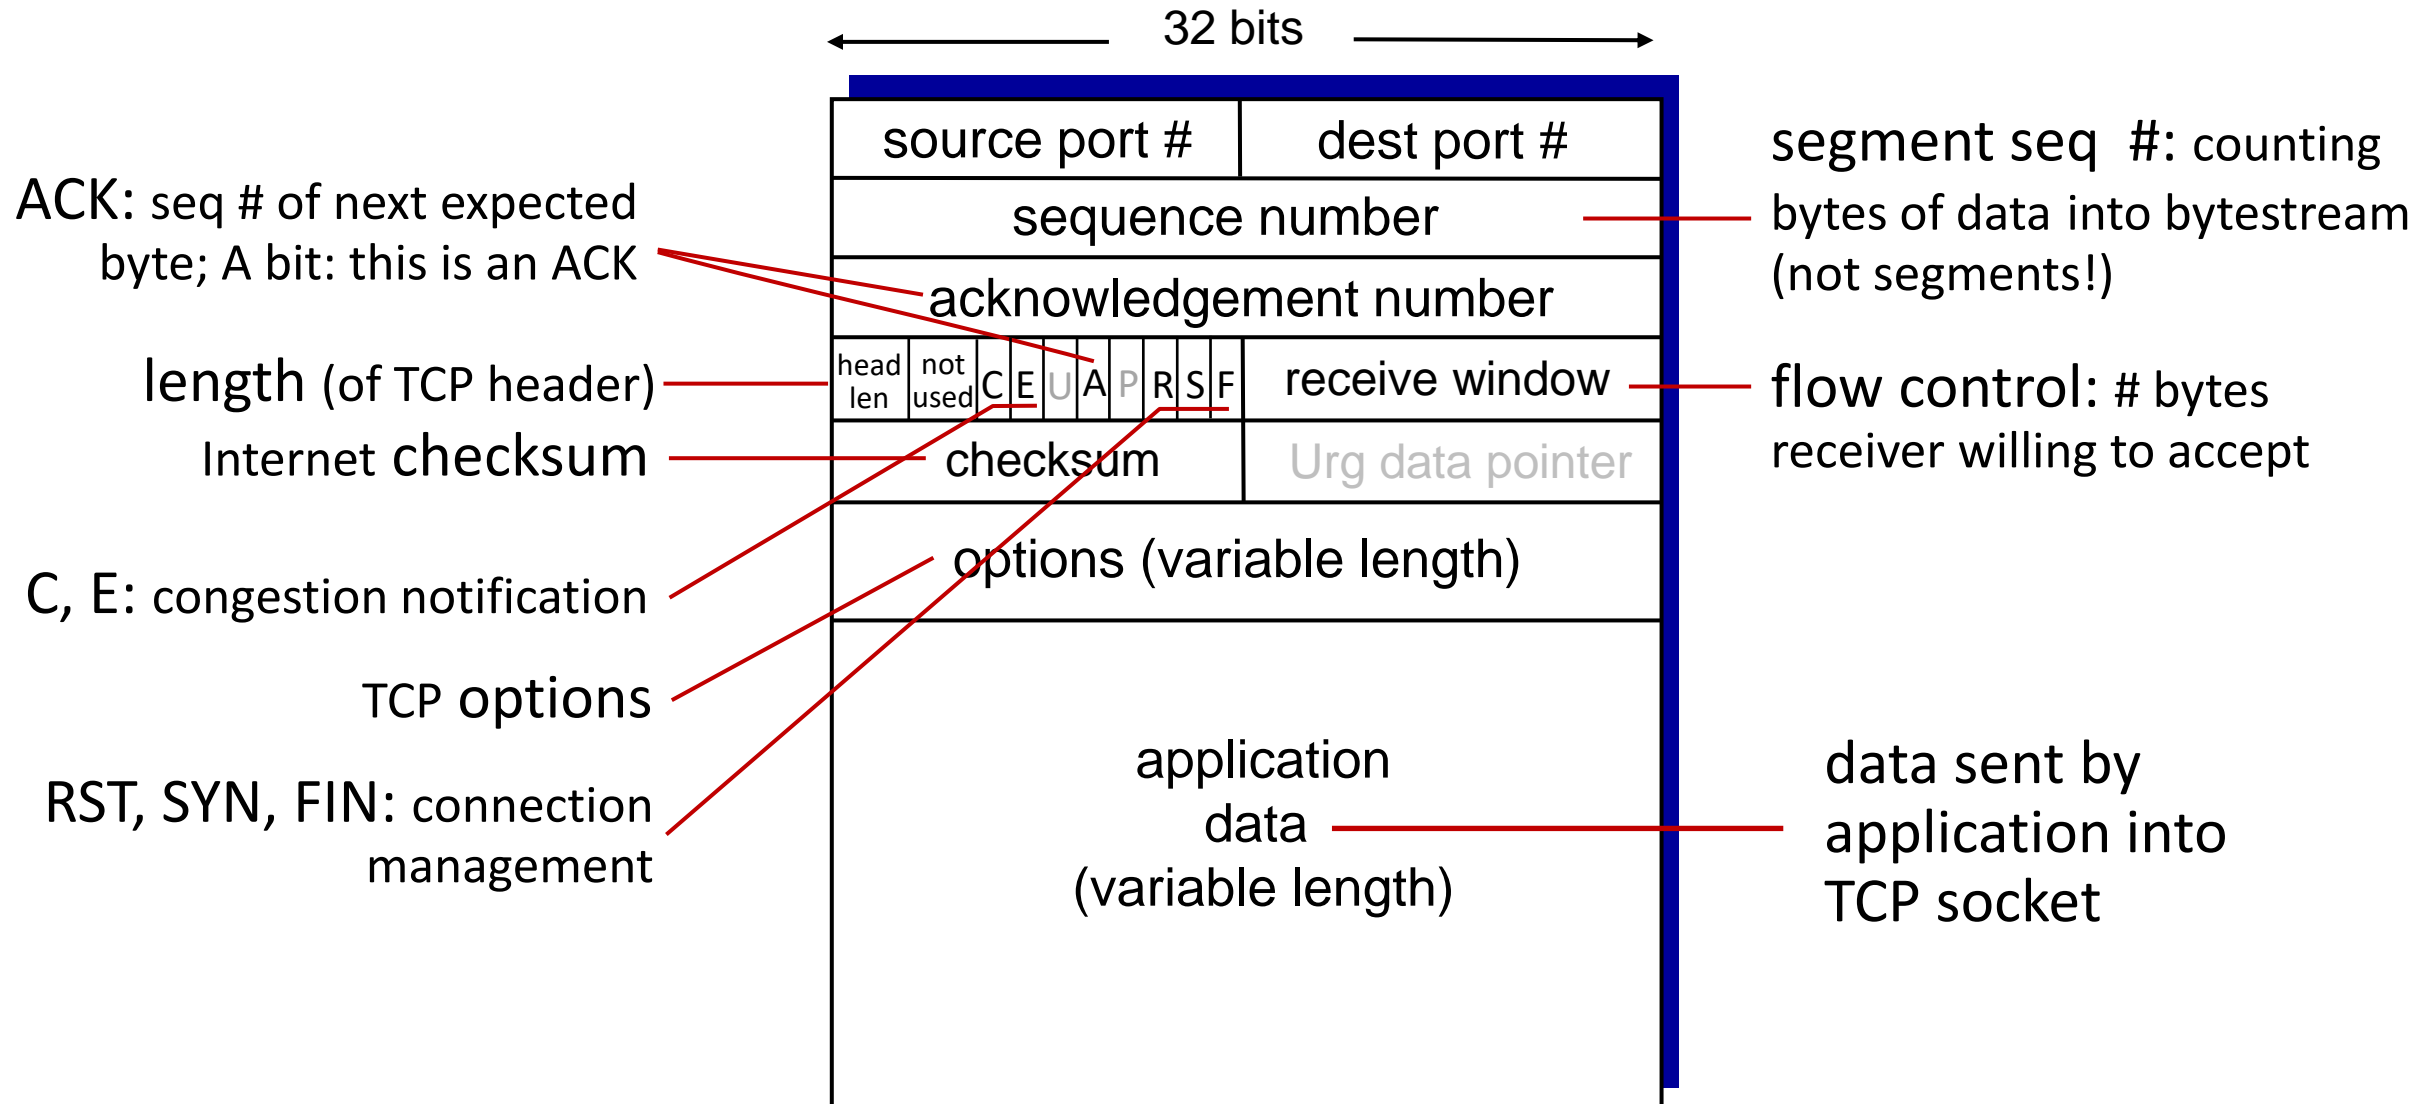 32 bits
source port #
dest port #
sequence number
acknowledgement number
head
len
not
used
C E U A P R S F
receive window
checksum
Urg data pointer
options (variable length)
application
data
(variable length)
ACK: seq # of next expected
byte; A bit: this is an ACK
length (of TCP header)
Internet checksum
C, E: congestion notification
TCP options
RST, SYN, FIN: connection
management
segment seq #: counting
bytes of data into bytestream
(not segments!)
flow control: # bytes
receiver willing to accept
data sent by
application into
TCP socket